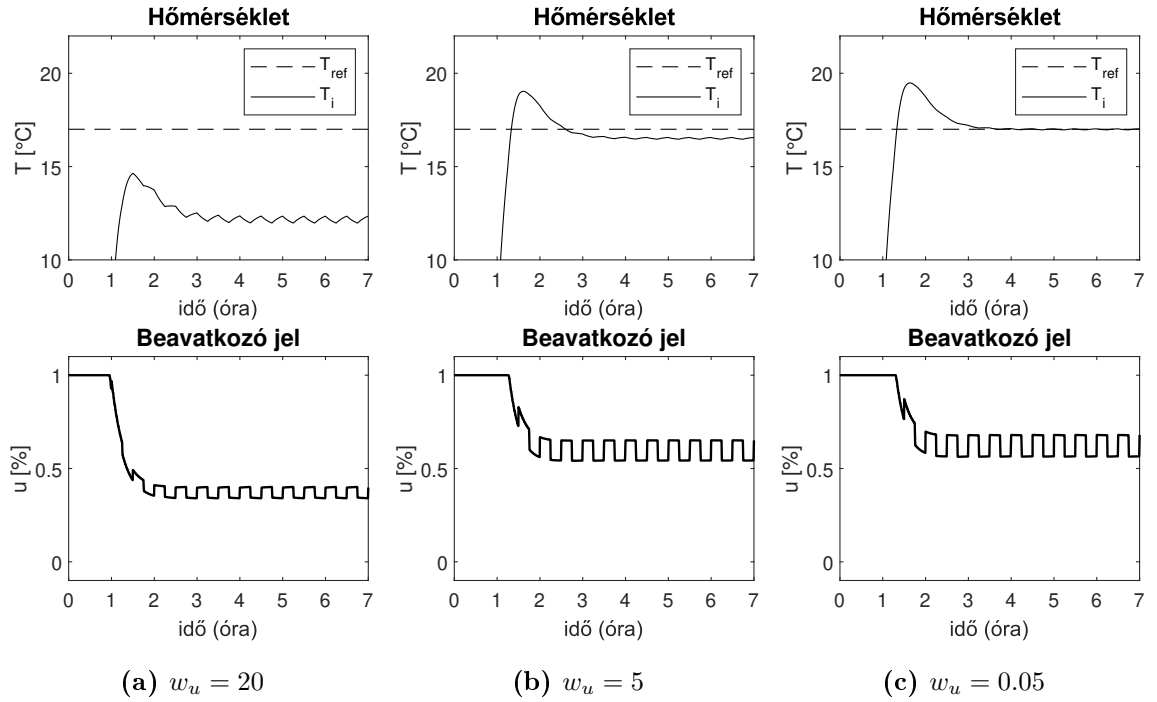 Hőmérséklet
T [°C]
20
15
10
T_ref
T_i
0 1 2 3 4 5 6 7
idő (óra)
Hőmérséklet
T [°C]
20
15
10
T_ref
T_i
0 1 2 3 4 5 6 7
idő (óra)
Hőmérséklet
T [°C]
20
15
10
T_ref
T_i
0 1 2 3 4 5 6 7
idő (óra)
Beavatkozó jel
u [%]
1
0.5
0
0 1 2 3 4 5 6 7
idő (óra)
Beavatkozó jel
u [%]
1
0.5
0
0 1 2 3 4 5 6 7
idő (óra)
Beavatkozó jel
u [%]
1
0.5
0
0 1 2 3 4 5 6 7
idő (óra)
(a) w_u = 20
(b) w_u = 5
(c) w_u = 0.05